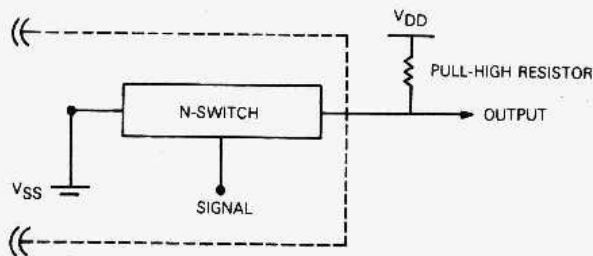 VDD
PULL-HIGH RESISTOR
N-SWITCH
OUTPUT
VSS
SIGNAL